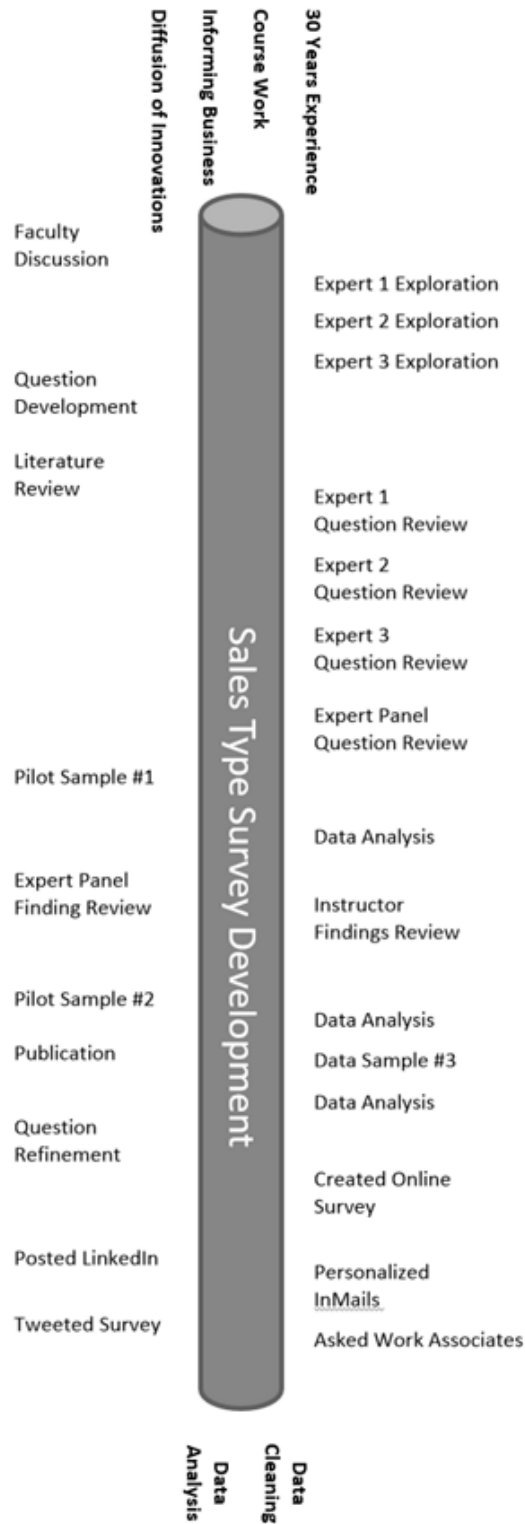 30 Years Experience
Course Work
Informing Business
Diffusion of Innovations
Faculty
Discussion
Expert 1 Exploration
Expert 2 Exploration
Expert 3 Exploration
Question
Development
Literature
Review
Expert 1
Question Review
Expert 2
Question Review
Expert 3
Question Review
Expert Panel
Question Review
Sales Type Survey Development
Pilot Sample #1
Data Analysis
Expert Panel
Finding Review
Instructor
Findings Review
Pilot Sample #2
Data Analysis
Publication
Data Sample #3
Data Analysis
Question
Refinement
Created Online
Survey
Posted LinkedIn
Personalized
InMails
Tweeted Survey
Asked Work Associates
Data
Cleaning
Data
Analysis